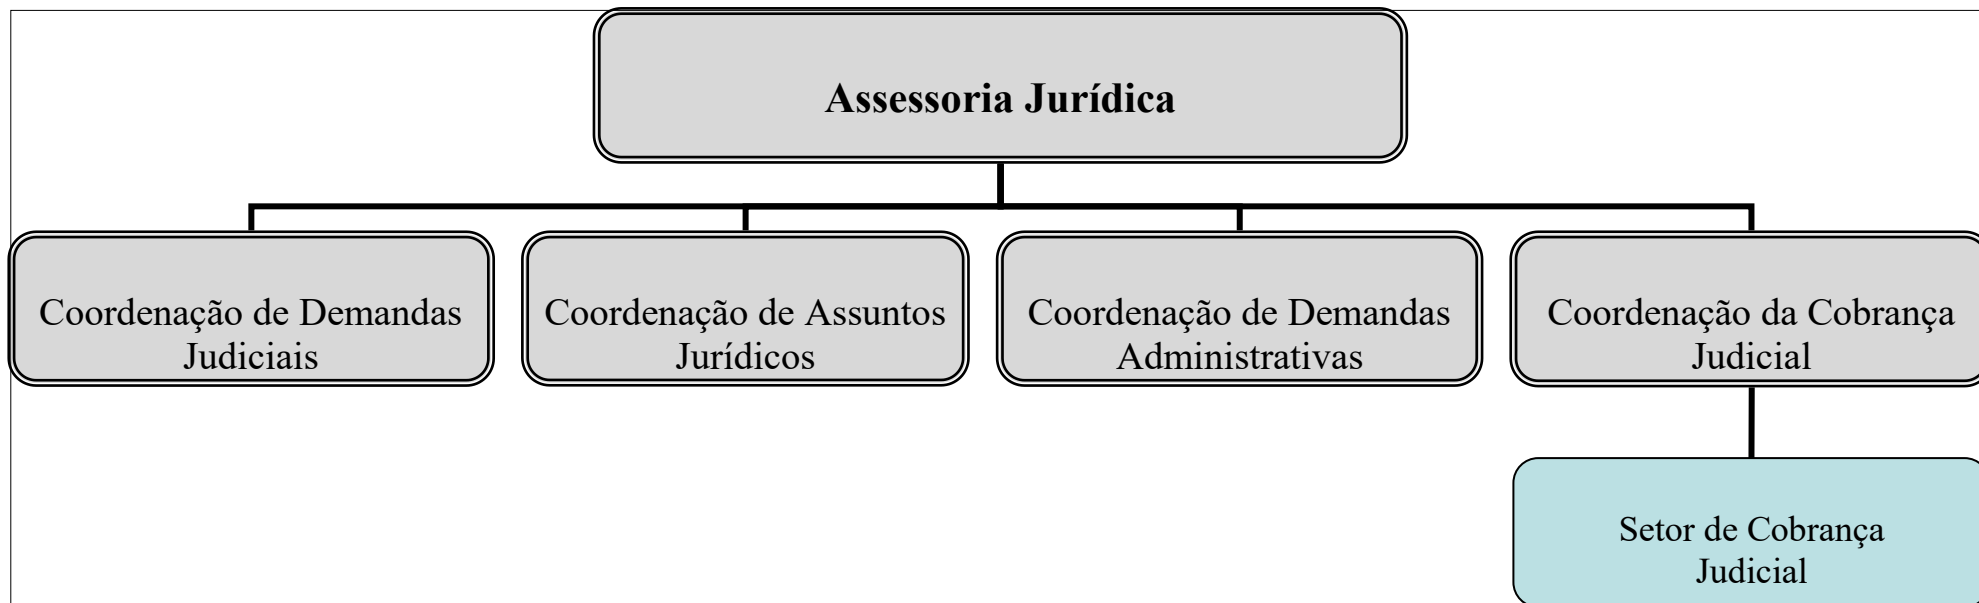 Assessoria Jurídica
Coordenação de Demandas
Judiciais
Coordenação de Assuntos
Jurídicos
Coordenação de Demandas
Administrativas
Coordenação da Cobrança
Judicial
Setor de Cobrança
Judicial